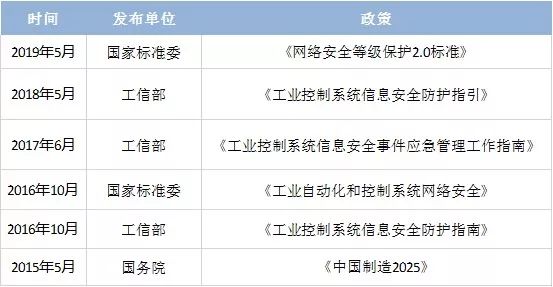 时间 发布单位 政策
2019年5月 国家标准委 《网络安全等级保护2.0标准》
2018年5月 工信部 《工业控制系统信息安全防护指引》
2017年6月 工信部 《工业控制系统信息安全事件应急管理工作指南》
2016年10月 国家标准委 《工业自动化和控制系统网络安全》
2016年10月 工信部 《工业控制系统信息安全防护指南》
2015年5月 国务院 《中国制造2025》